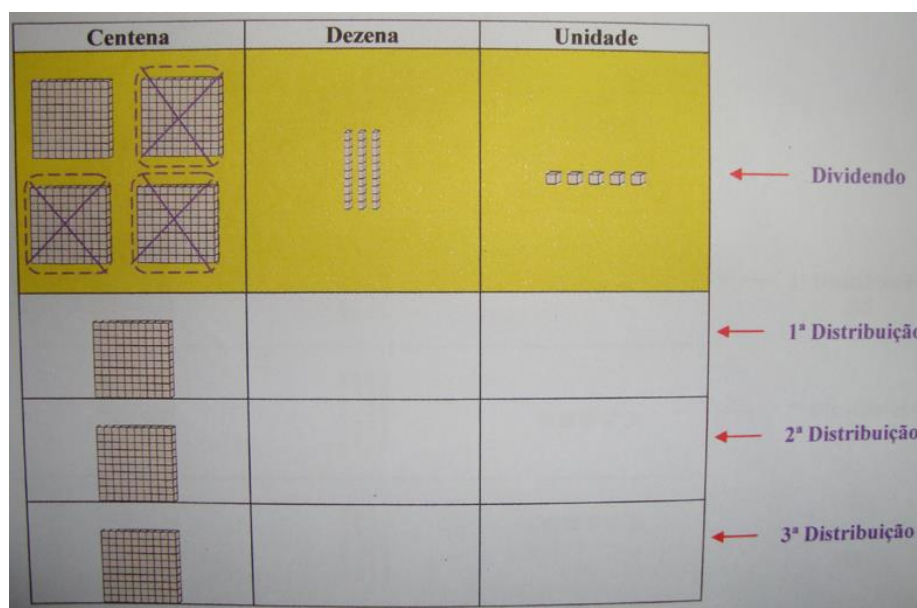 Centena Dezena Unidade
Dividendo
1ª Distribuição
2ª Distribuição
3ª Distribuição